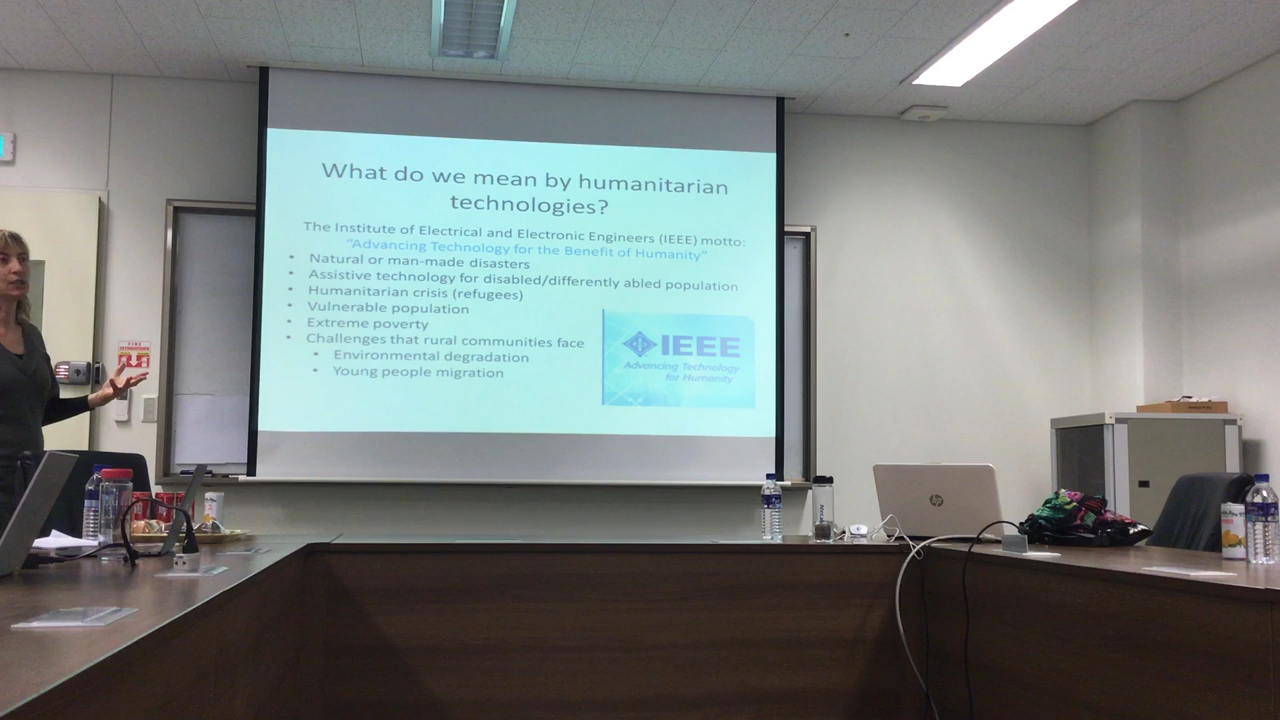 What do we mean by humanitarian
technologies?
The Institute of Electrical and Electronic Engineers (IEEE) motto:
"Advancing Technology for the Benefit of Humanity"
• Natural or man-made disasters
• Assistive technology for disabled/differently abled population
• Humanitarian crisis (refugees)
• Vulnerable population
• Extreme poverty
• Challenges that rural communities face
• Environmental degradation
• Young people migration
IEEE
Advancing Technology
for Humanity
FIRE
hp